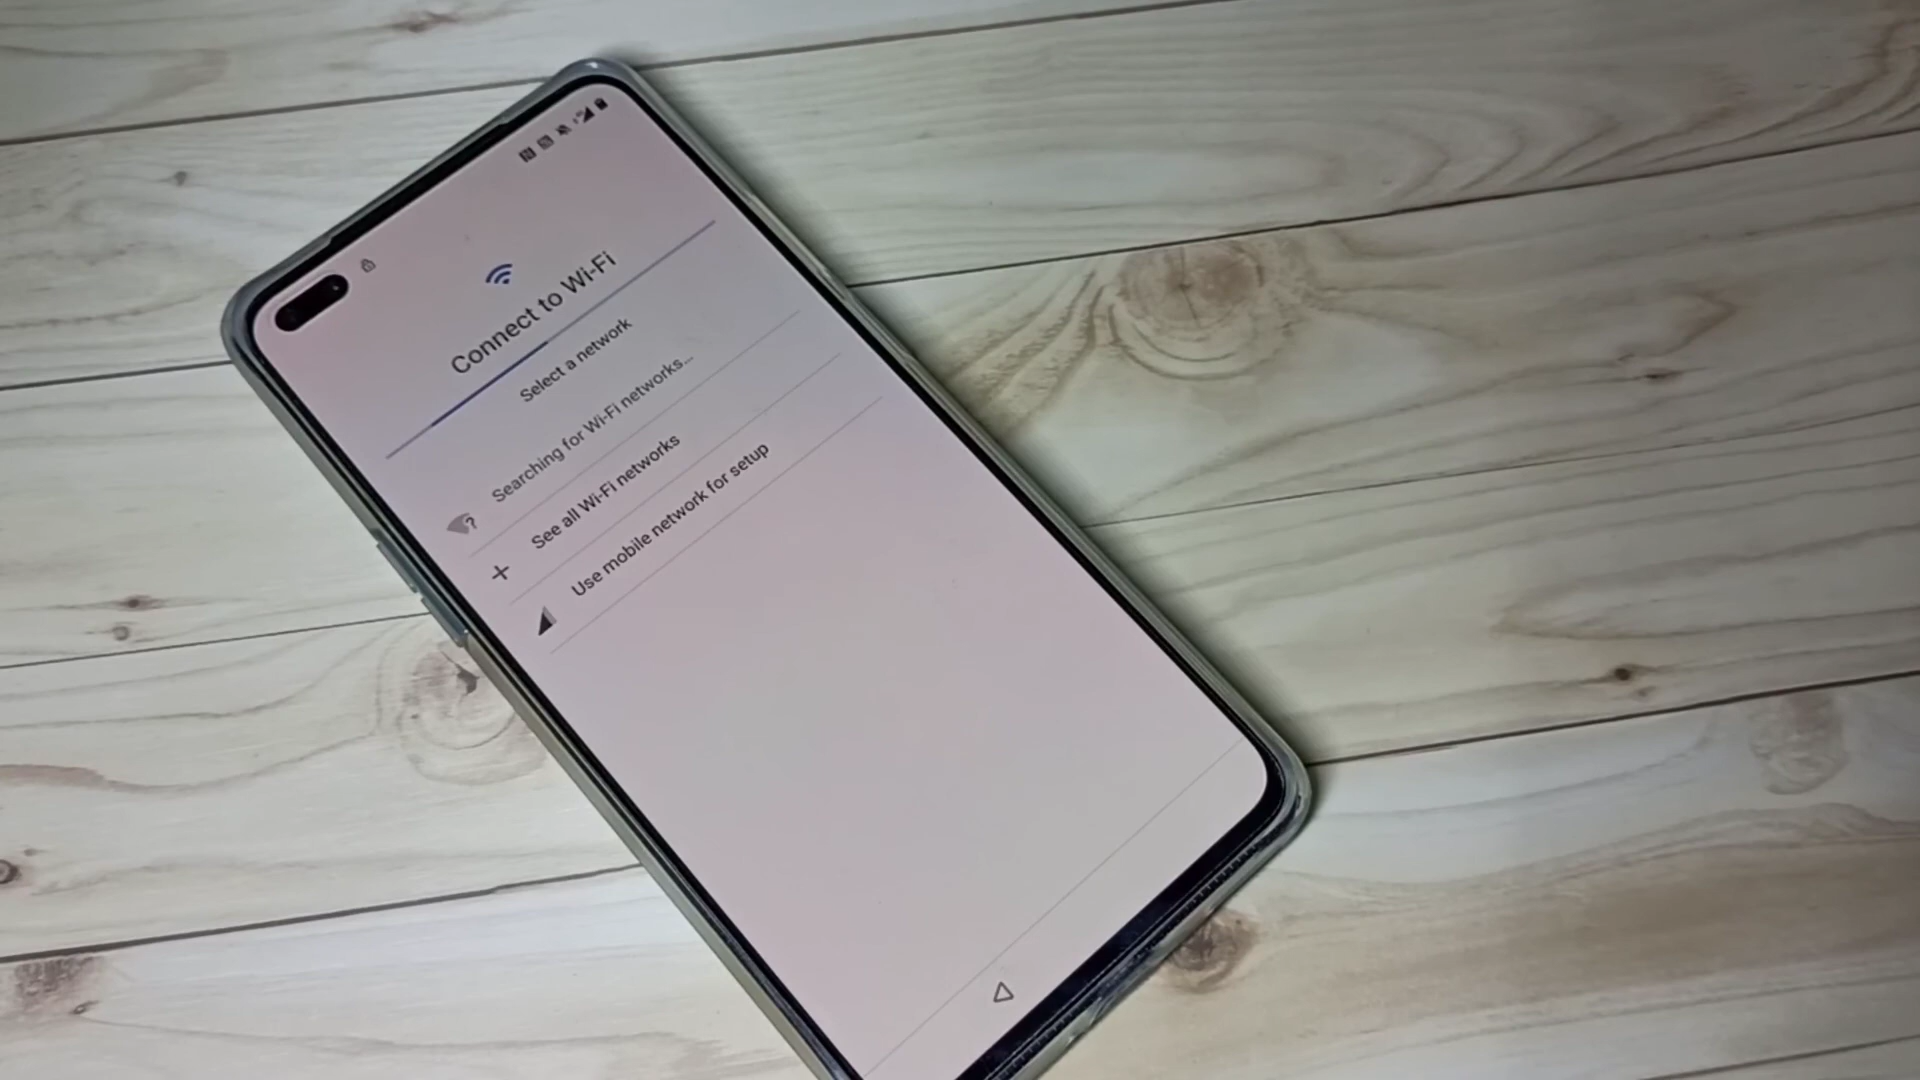 Connect to Wi-Fi
Select a network
Searching for Wi-Fi networks...
See all Wi-Fi networks
Use mobile network for setup